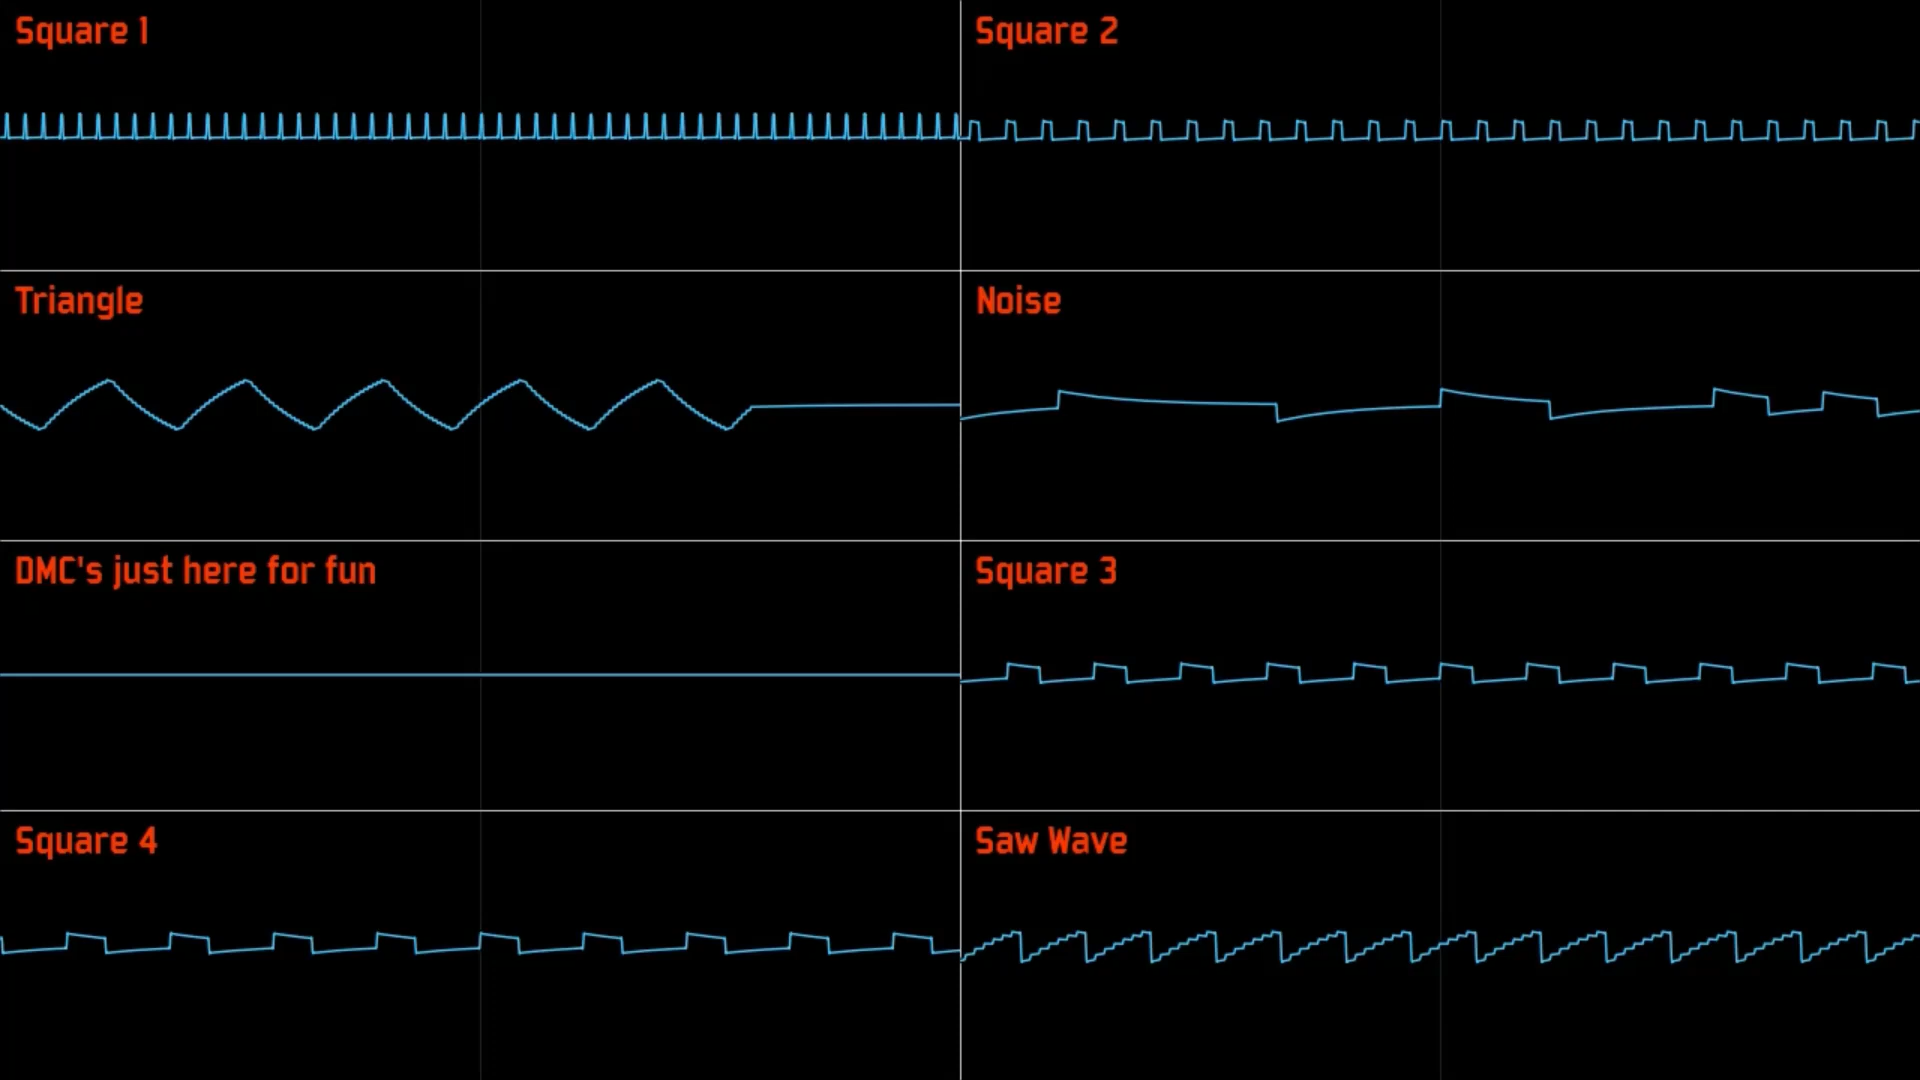 Square 1
Square 2
Triangle
Noise
DMC's just here for fun
Square 3
Square 4
Saw Wave